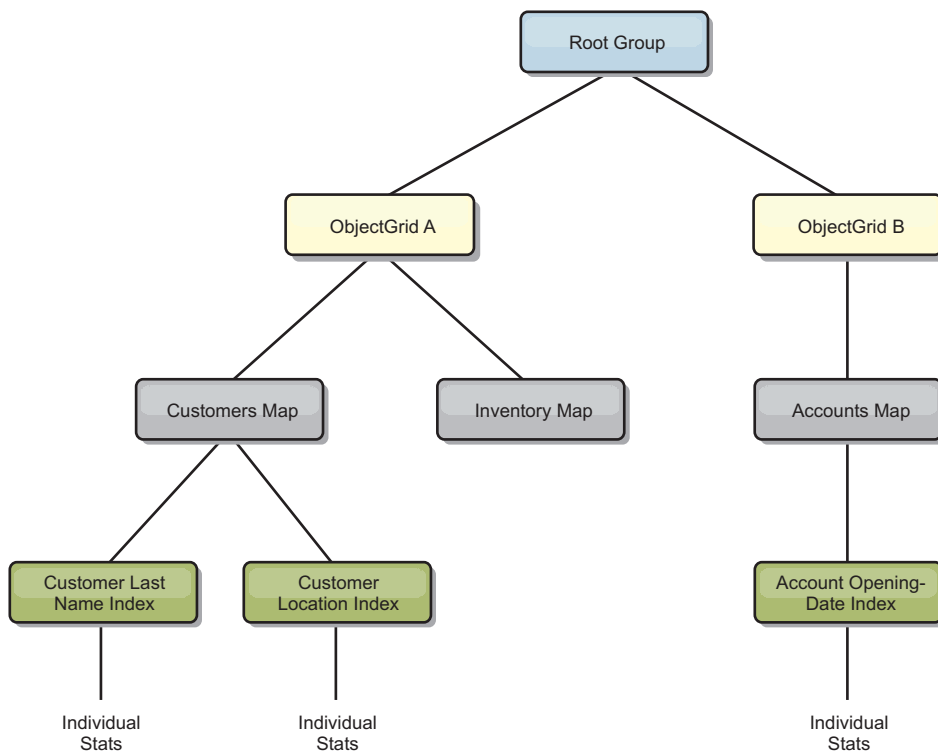 Root Group
ObjectGrid A
ObjectGrid B
Customers Map
Inventory Map
Accounts Map
Customer Last
Name Index
Customer
Location Index
Account Opening-
Date Index
Individual
Stats
Individual
Stats
Individual
Stats